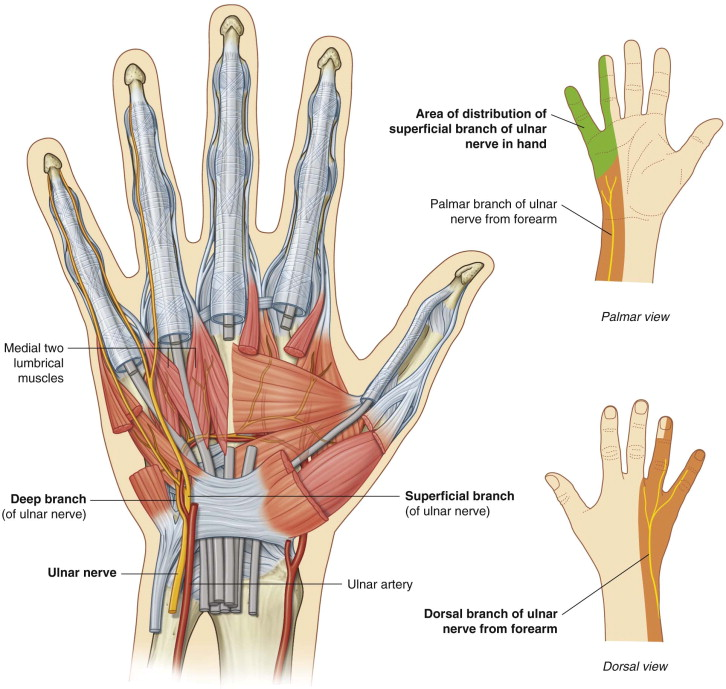 Area of distribution of
superficial branch of ulnar
nerve in hand
Palmar branch of ulnar
nerve from forearm
Palmar view
Medial two
lumbrical
muscles
Deep branch
(of ulnar nerve)
Superficial branch
(of ulnar nerve)
Ulnar nerve
Ulnar artery
Dorsal branch of ulnar
nerve from forearm
Dorsal view